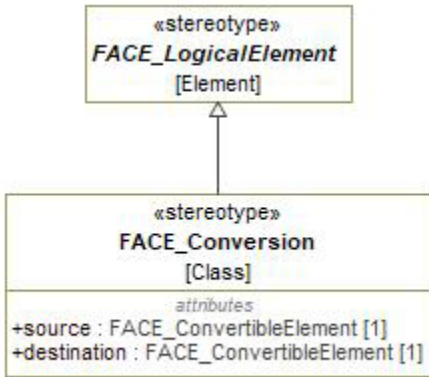 «stereotype»
FACE_LogicalElement
[Element]
«stereotype»
FACE_Conversion
[Class]
attributes
+source : FACE_ConvertibleElement [1]
+destination : FACE_ConvertibleElement [1]